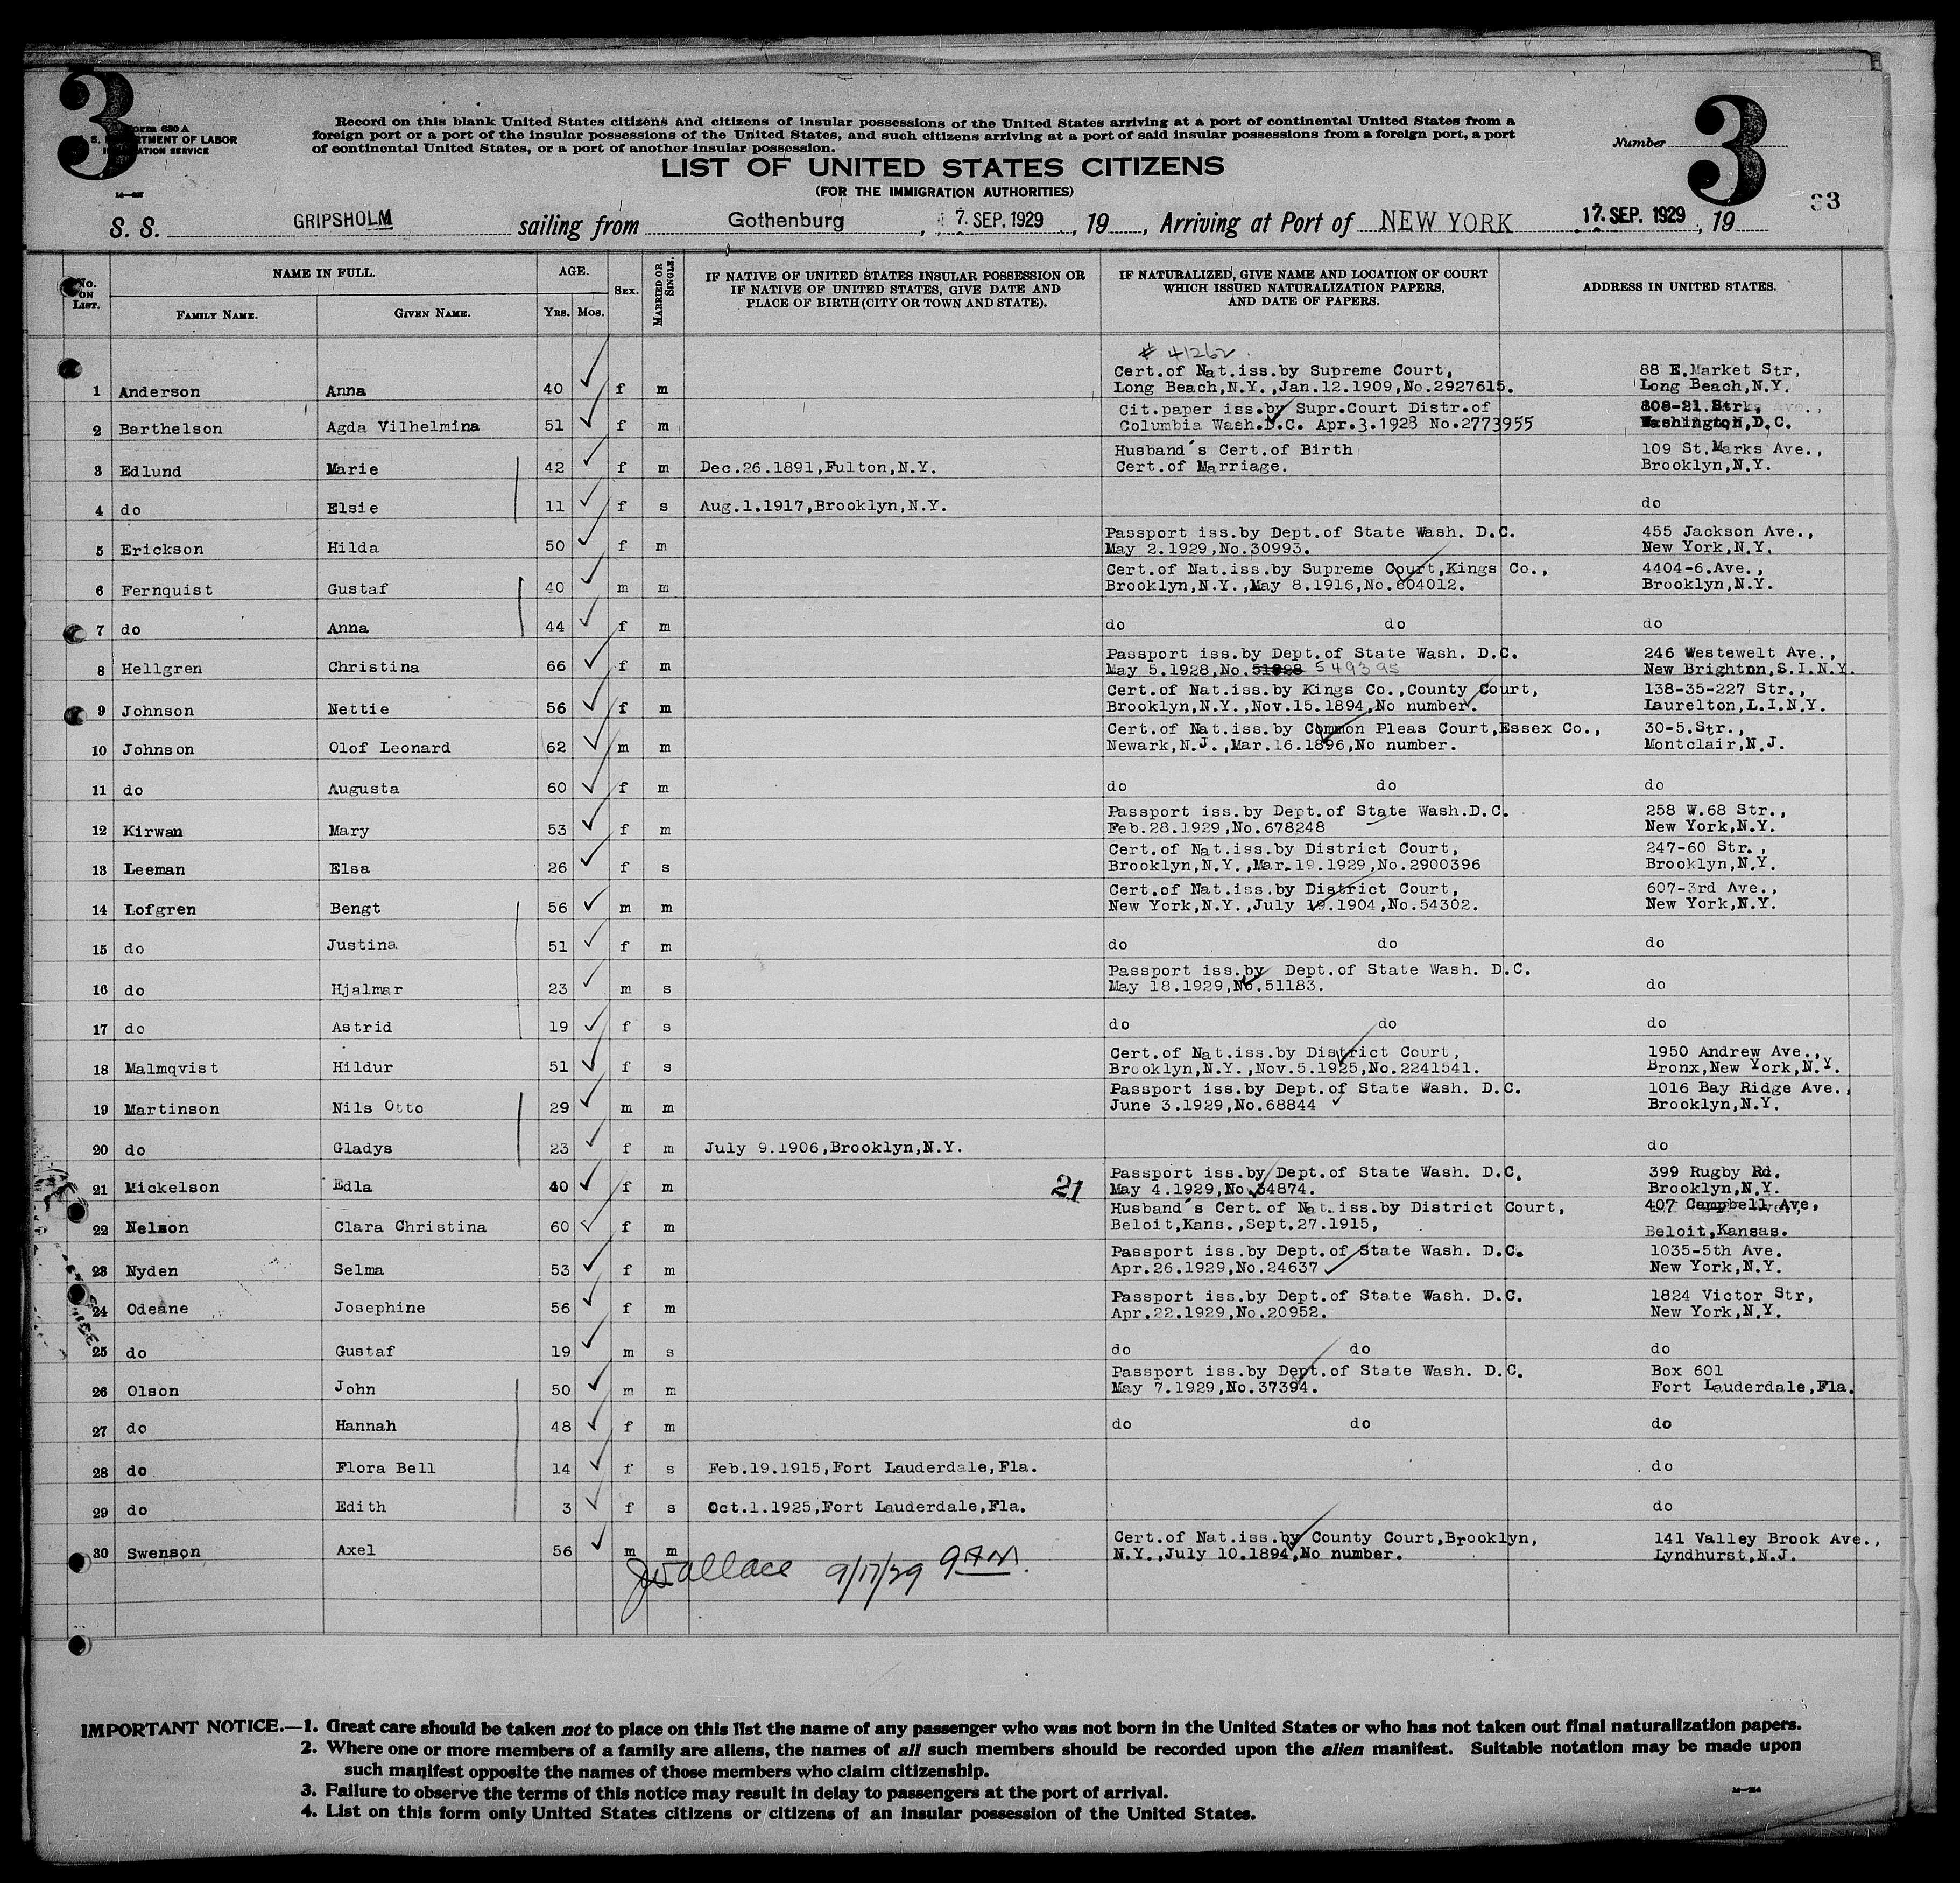 3
Form 630 A
U. S. DEPARTMENT OF LABOR
IMMIGRATION SERVICE
Record on this blank United States citizens and citizens of insular possessions of the United States arriving at a port of continental United States from a
foreign port or a port of the insular possessions of the United States, and such citizens arriving at a port of said insular possessions from a foreign port, a port
of continental United States, or a port of another insular possession.
Number
3
LIST OF UNITED STATES CITIZENS
(FOR THE IMMIGRATION AUTHORITIES)
33
S. S. GRIPSHOLM sailing from Gothenburg, 7. SEP. 1929, 19, Arriving at Port of NEW YORK 17. SEP. 1929, 19
No. ON LIST. NAME IN FULL. AGE. SEX. MARRIED OR SINGLE. IF NATIVE OF UNITED STATES INSULAR POSSESSION OR IF NATIVE OF UNITED STATES, GIVE DATE AND PLACE OF BIRTH (CITY OR TOWN AND STATE). IF NATURALIZED, GIVE NAME AND LOCATION OF COURT WHICH ISSUED NATURALIZATION PAPERS, AND DATE OF PAPERS. ADDRESS IN UNITED STATES.
FAMILY NAME. GIVEN NAME. YRS. MOS.
# 41262
Cert.of Nat.iss.by Supreme Court, 88 E.Market Str,
1 Anderson Anna 40 f m Long Beach,N.Y.,Jan.12.1909,No.2927615. Long Beach,N.Y.
Cit.paper iss.by Supr.Court Distr.of 808-21.Str.,
2 Barthelson Agda Vilhelmina 51 f m Columbia Wash.D.C. Apr.3.1928 No.2773955 Washington,D.C.
Husband's Cert.of Birth 109 St.Marks Ave.,
3 Edlund Marie 42 f m Dec.26.1891,Fulton,N.Y. Cert.of Marriage. Brooklyn,N.Y.
4 do Elsie 11 f s Aug.1.1917,Brooklyn,N.Y. do
Passport iss.by Dept.of State Wash. D.C. 455 Jackson Ave.,
5 Erickson Hilda 50 f m May 2.1929,No.30993. New York,N.Y.
Cert.of Nat.iss.by Supreme Court,Kings Co., 4404-6.Ave.,
6 Fernquist Gustaf 40 m m Brooklyn,N.Y.,May 8.1916,No.604012. Brooklyn,N.Y.
7 do Anna 44 f m do do do
Passport iss.by Dept.of State Wash. D.C. 246 Westewelt Ave.,
8 Hellgren Christina 66 f m May 5.1928,No. 549395 New Brighton,S.I.N.Y.
Cert.of Nat.iss.by Kings Co.,County Court, 138-35-227 Str.,
9 Johnson Nettie 56 f m Brooklyn,N.Y.,Nov.15.1894,No number. Laurelton,L.I.N.Y.
Cert.of Nat.iss.by Common Pleas Court,Essex Co., 30-5.Str.,
10 Johnson Olof Leonard 62 m m Newark,N.J.,Mar.16.1896,No number. Montclair,N.J.
11 do Augusta 60 f m do do do
Passport iss.by Dept.of State Wash.D.C. 258 W.68 Str.,
12 Kirwan Mary 53 f m Feb.28.1929,No.678248 New York,N.Y.
Cert.of Nat.iss.by District Court, 247-60 Str.,
13 Leeman Elsa 26 f s Brooklyn,N.Y.,Mar.19.1929,No.2900396 Brooklyn,N.Y.
Cert.of Nat.iss.by District Court, 607-3rd Ave.,
14 Lofgren Bengt 56 m m New York,N.Y.,July 19.1904,No.54302. New York,N.Y.
15 do Justina 51 f m do do do
Passport iss.by Dept.of State Wash. D.C.
16 do Hjalmar 23 m s May 18.1929,No.51183. do
17 do Astrid 19 f s do do do
Cert.of Nat.iss.by District Court, 1950 Andrew Ave.,
18 Malmqvist Hildur 51 f s Brooklyn,N.Y.,Nov.5.1925,No.2241541. Bronx,New York,N.Y.
Passport iss.by Dept.of State Wash. D.C. 1016 Bay Ridge Ave.,
19 Martinson Nils Otto 29 m m June 3.1929,No.68844 Brooklyn,N.Y.
20 do Gladys 23 f m July 9.1906,Brooklyn,N.Y. do
Passport iss.by Dept.of State Wash. D.C. 399 Rugby Rd.
21 Mickelson Edla 40 f m 21 May 4.1929,No.34874. Brooklyn,N.Y.
Husband's Cert.of Nat.iss.by District Court, 407 Campbell Ave,
22 Nelson Clara Christina 60 f m Beloit,Kans.,Sept.27.1915, Beloit,Kansas.
Passport iss.by Dept.of State Wash. D.C. 1035-5th Ave.
23 Nyden Selma 53 f m Apr.26.1929,No.24637 New York,N.Y.
Passport iss.by Dept.of State Wash. D.C. 1824 Victor Str,
24 Odeane Josephine 56 f m Apr.22.1929,No.20952. New York,N.Y.
25 do Gustaf 19 m s do do do
Passport iss.by Dept.of State Wash. D.C. Box 601
26 Olson John 50 m m May 7.1929,No.37394. Fort Lauderdale,Fla.
27 do Hannah 48 f m do do do
28 do Flora Bell 14 f s Feb.19.1915,Fort Lauderdale,Fla. do
29 do Edith 3 f s Oct.1.1925,Fort Lauderdale,Fla. do
Cert.of Nat.iss.by County Court,Brooklyn, 141 Valley Brook Ave.,
30 Swenson Axel 56 m m N.Y.,July 10.1894,No number. Lyndhurst,N.J.
JWallace 9/17/29 9AM.
IMPORTANT NOTICE.—1. Great care should be taken not to place on this list the name of any passenger who was not born in the United States or who has not taken out final naturalization papers.
2. Where one or more members of a family are aliens, the names of all such members should be recorded upon the alien manifest. Suitable notation may be made upon
such manifest opposite the names of those members who claim citizenship.
3. Failure to observe the terms of this notice may result in delay to passengers at the port of arrival.
4. List on this form only United States citizens or citizens of an insular possession of the United States.